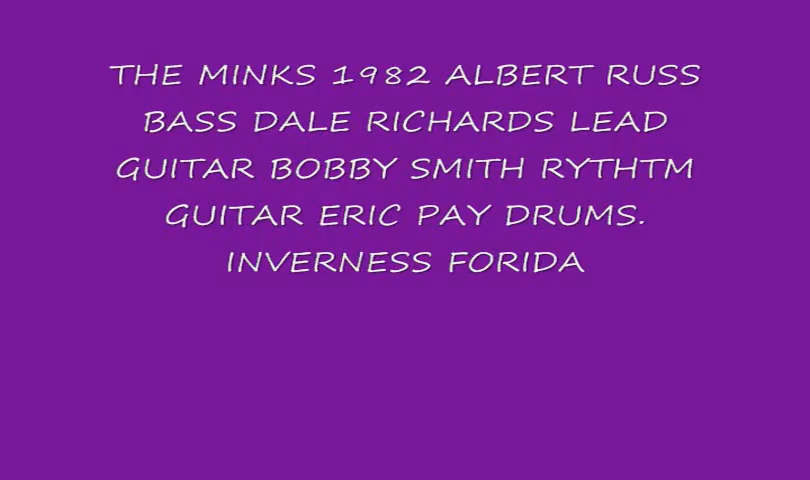 THE MINKS 1982 ALBERT RUSS
BASS DALE RICHARDS LEAD
GUITAR BOBBY SMITH RYTHTM
GUITAR ERIC PAY DRUMS.
INVERNESS FORIDA